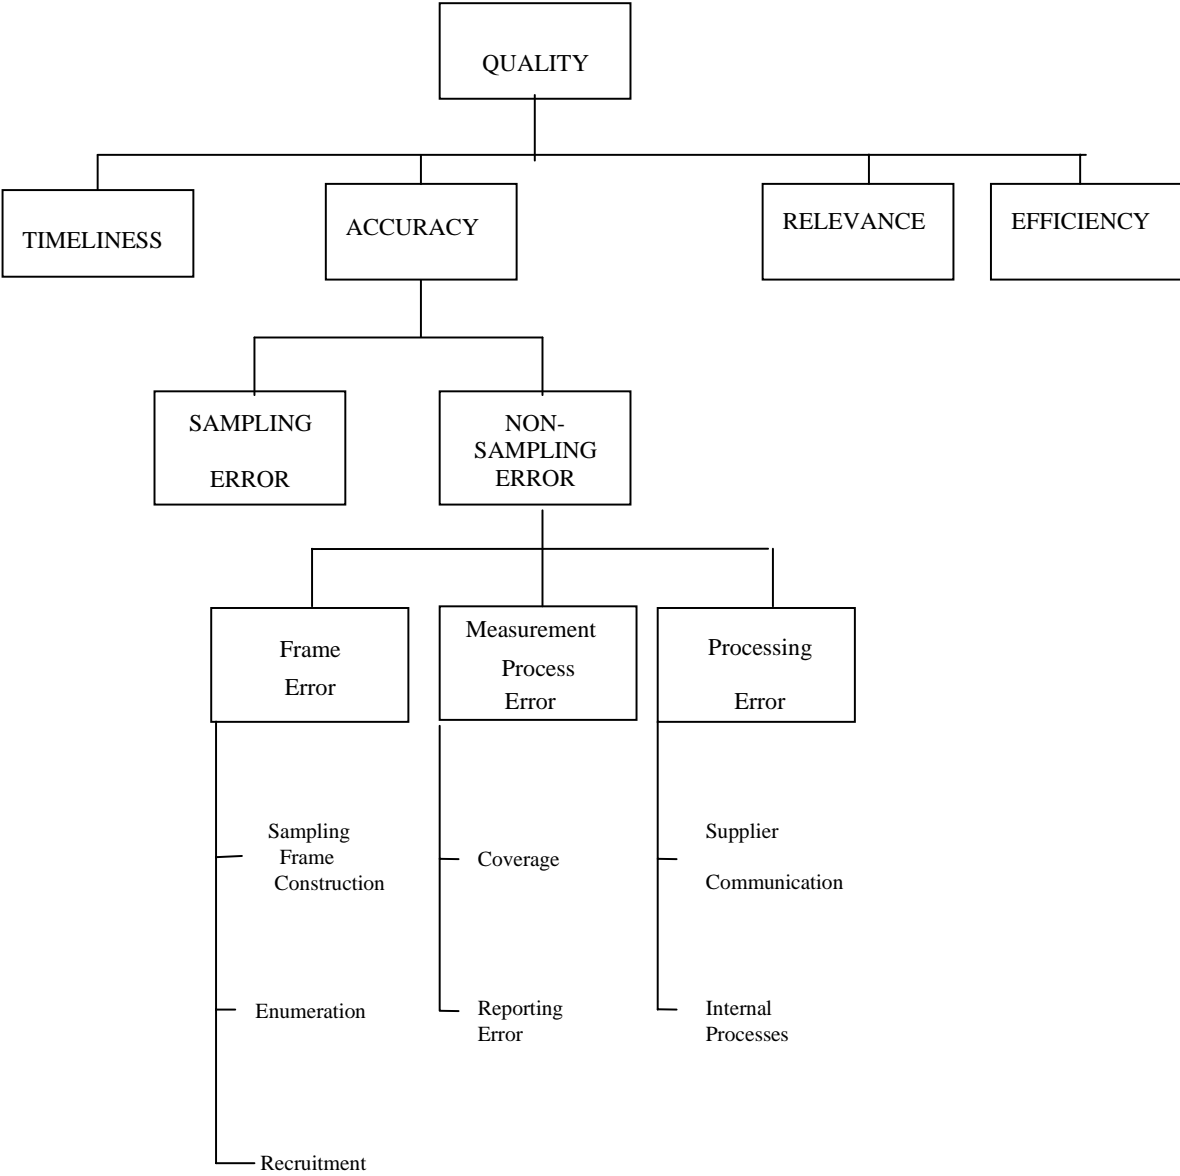 QUALITY
TIMELINESS
ACCURACY
RELEVANCE
EFFICIENCY
SAMPLING
ERROR
NON-
SAMPLING
ERROR
Frame
Error
Measurement
Process
Error
Processing
Error
Sampling
Frame
Construction
Enumeration
Recruitment
Coverage
Reporting
Error
Supplier
Communication
Internal
Processes